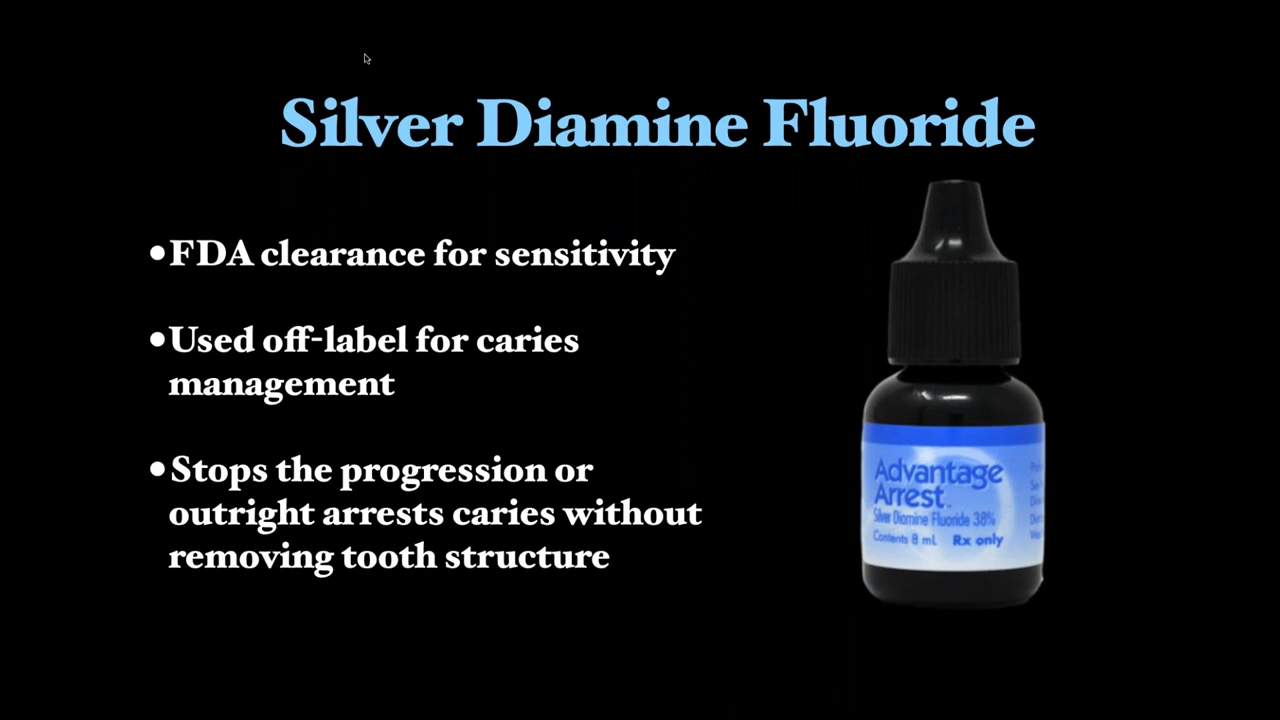 Silver Diamine Fluoride
•FDA clearance for sensitivity
•Used off-label for caries
management
•Stops the progression or
outright arrests caries without
removing tooth structure
Advantage
Arrest
Silver Diamine Fluoride 38%
Contents 8 mL Rx only